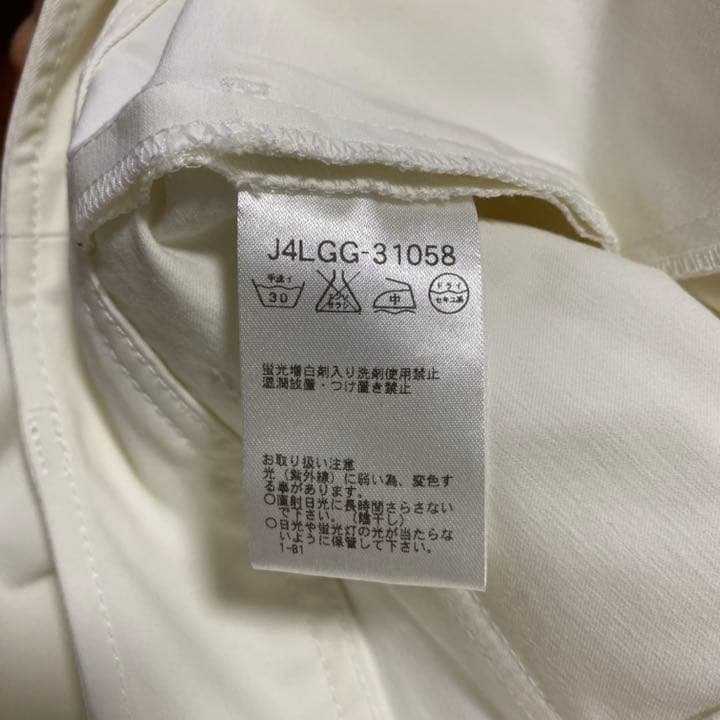 J4LGG-31058
手洗イ
30
エンソ
サラシ
中
ドライ
セキユ系
蛍光増白剤入り洗剤使用禁止
湿潤放置・つけ置き禁止
お取り扱い注意
光（紫外線）に弱い為、変色す
る事があります。
○直射日光に長時間さらさない
で下さい。（陰干し）
○日光や蛍光灯の光が当たらな
いように保管して下さい。
1-B1